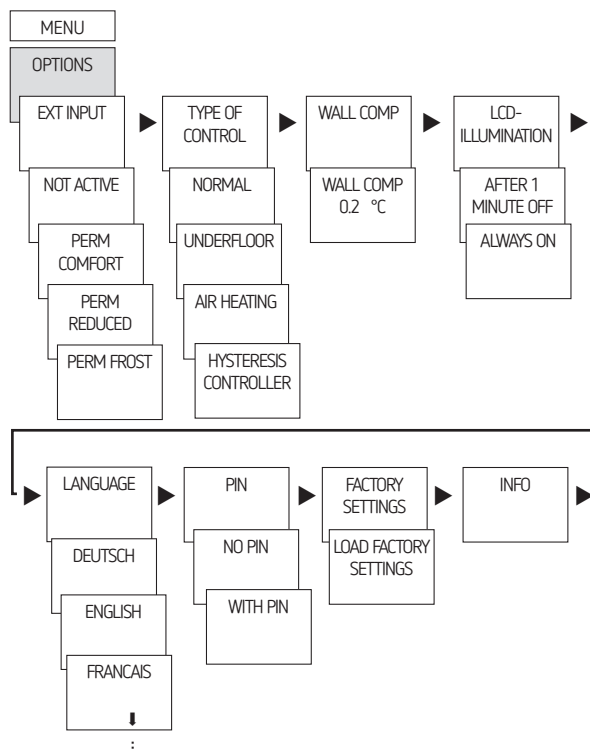 MENU
OPTIONS
EXT INPUT
NOT ACTIVE
PERM
COMFORT
PERM
REDUCED
PERM FROST
TYPE OF
CONTROL
NORMAL
UNDERFLOOR
AIR HEATING
HYSTERESIS
CONTROLLER
WALL COMP
WALL COMP
0.2 °C
LCD-
ILLUMINATION
AFTER 1
MINUTE OFF
ALWAYS ON
LANGUAGE
DEUTSCH
ENGLISH
FRANCAIS
PIN
NO PIN
WITH PIN
FACTORY
SETTINGS
LOAD FACTORY
SETTINGS
INFO